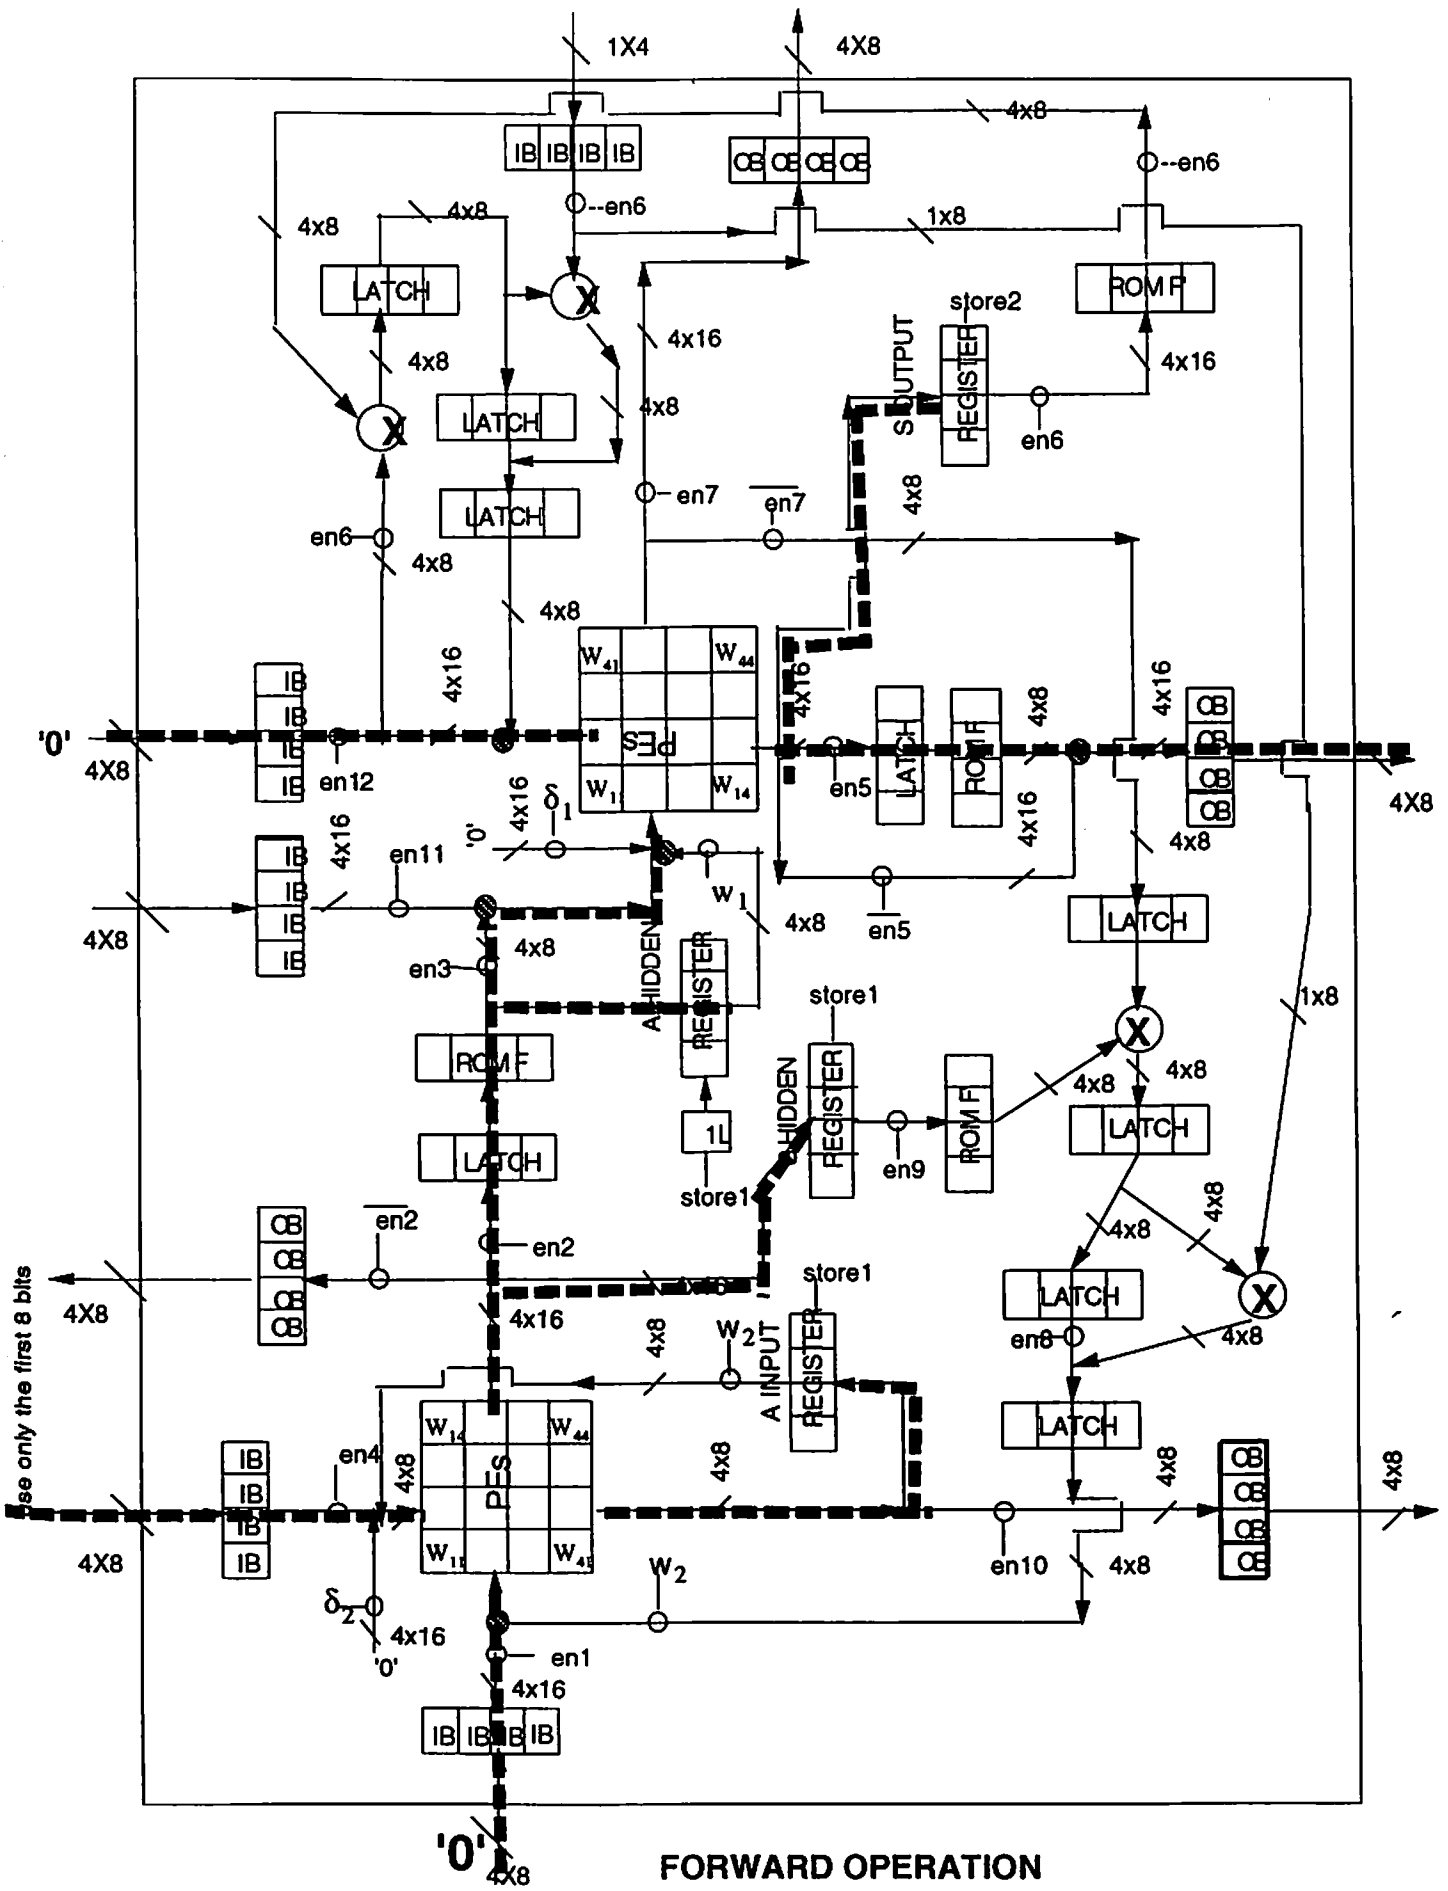 1X4
4X8
4x8
IB IB IB IB
OB OB OB OB
--en6
--en6
4x8
4x8
1x8
LATCH
X
ROM F'
store2
4x16
S OUTPUT
REGISTER
4x16
4x8
4x8
X
LATCH
en6
en7
en7
4x8
LATCH
en6
4x8
4x8
W41
W44
4x16
4x16
4x8
4x16
IB
IB
IB
IB
OB
OB
OB
OB
'0'
4X8
en12
PES
W1
W14
en5
LATCH
ROM F
4X8
4x16
δ1
'0'
4x16
4x8
IB
IB
IB
IB
4x16
en11
W1
en5
4X8
4x8
4x8
LATCH
en3
A HIDDEN
REGISTER
store1
1x8
X
ROM F
HIDDEN
REGISTER
ROM F
4x8
4x8
1L
LATCH
LATCH
store1
en9
en2
OB
OB
OB
OB
en2
4x8
4x8
4X8
4x16
store1
LATCH
X
en8
4x8
W2
4x8
A INPUT
REGISTER
use only the first 8 bits
W14
W44
LATCH
en4
IB
IB
IB
IB
4x8
PES
4x8
4x8
OB
OB
OB
OB
4x8
4X8
W11
W41
W2
en10
4x8
δ2
4x16
'0'
en1
4x16
IB IB IB IB
'0'
4X8
FORWARD OPERATION